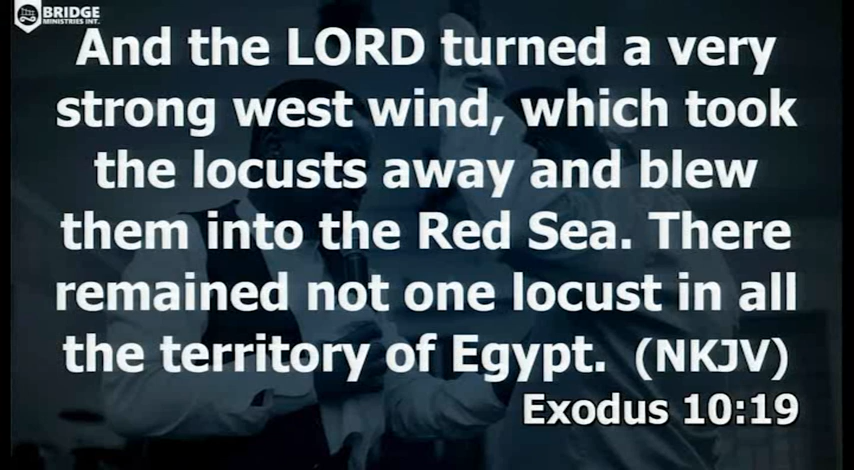 BRIDGE
MINISTRIES INT.
And the LORD turned a very
strong west wind, which took
the locusts away and blew
them into the Red Sea. There
remained not one locust in all
the territory of Egypt. (NKJV)
Exodus 10:19